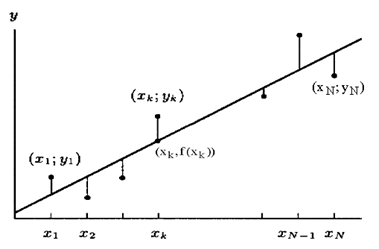 y
(x_k; y_k)
(x_N; y_N)
(x_1; y_1)
(x_k, f(x_k))
x_1 x_2 x_k x_{N-1} x_N